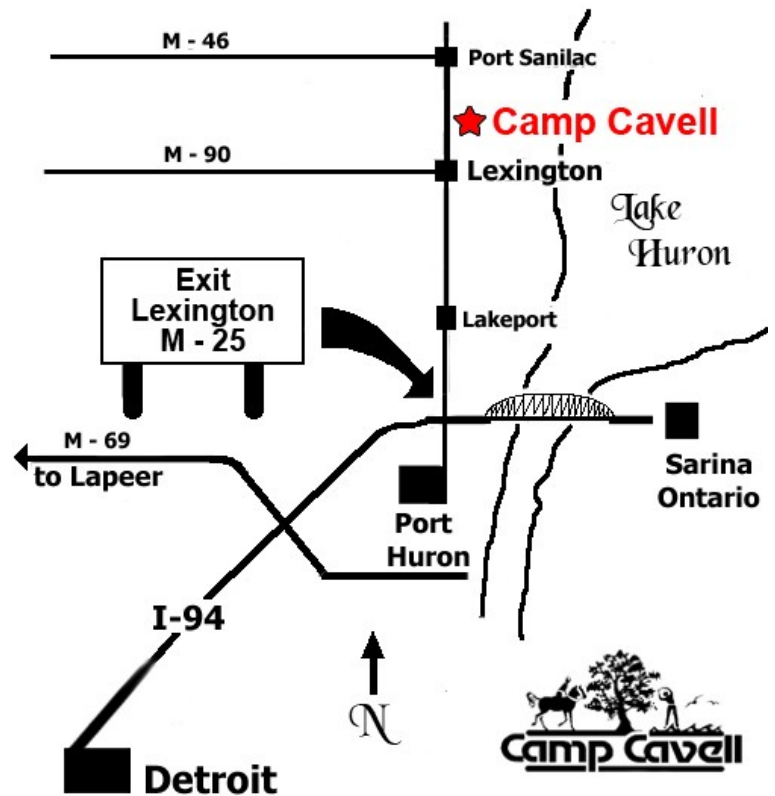 M - 46
Port Sanilac
Camp Cavell
M - 90
Lexington
Lake
Huron
Exit
Lexington
M - 25
Lakeport
M - 69
to Lapeer
Sarina
Ontario
Port
Huron
I-94
N
Camp Cavell
Detroit